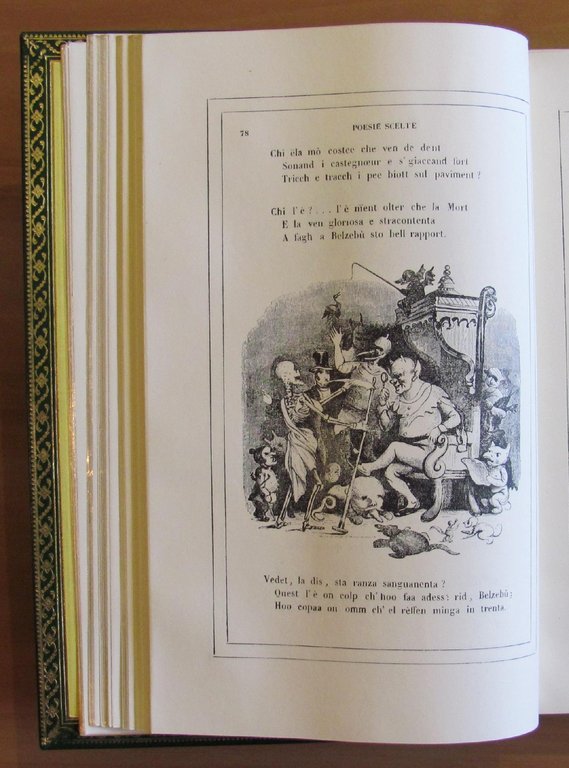 78
POESIE SCELTE
Chi ëla mò costee che ven de dent
Sonand i castegnœur e s'giaccand fort
Tricch e tracch i pee biott sul paviment?
Chi l'è?... l'è nient olter che la Mort
E la ven gloriosa e stracontenta
A fagh a Belzebù sto bell rapport.
Vedet, la dis, sta ranza sanguanenta?
Quest l'è on colp ch'hoo faa adess: rid, Belzebù:
Hoo copaa on omm ch'el rèffen minga in trenta.